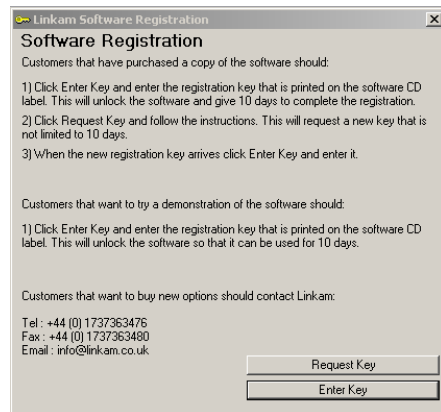 Linkam Software Registration
Software Registration
Customers that have purchased a copy of the software should:
1) Click Enter Key and enter the registration key that is printed on the software CD
label. This will unlock the software and give 10 days to complete the registration.
2) Click Request Key and follow the instructions. This will request a new key that is
not limited to 10 days.
3) When the new registration key arrives click Enter Key and enter it.
Customers that want to try a demonstration of the software should:
1) Click Enter Key and enter the registration key that is printed on the software CD
label. This will unlock the software so that it can be used for 10 days.
Customers that want to buy new options should contact Linkam:
Tel : +44 (0) 1737363476
Fax : +44 (0) 1737363480
Email : info@linkam.co.uk
Request Key
Enter Key